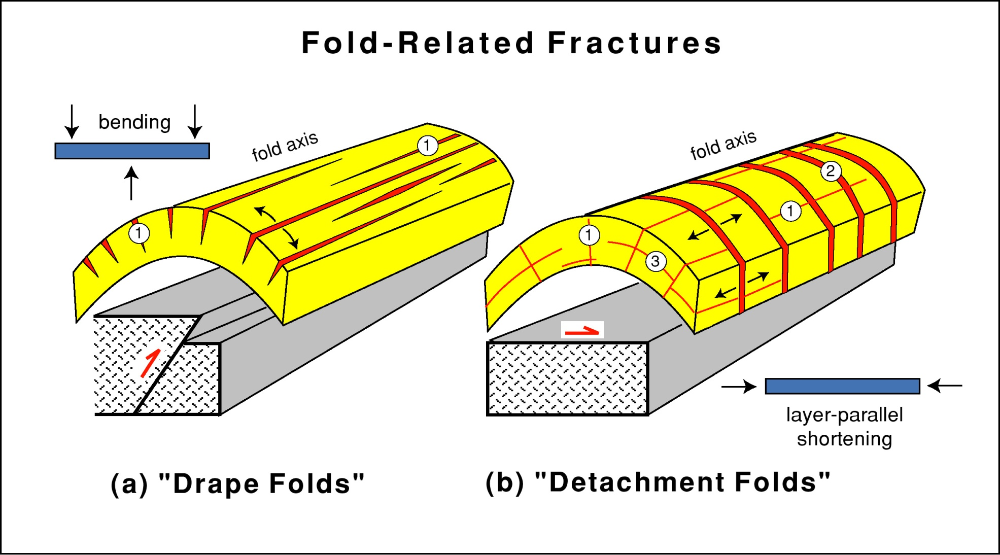 Fold-Related Fractures
bending
fold axis
1
1
(a) "Drape Folds"
fold axis
2
1
1
3
layer-parallel
shortening
(b) "Detachment Folds"